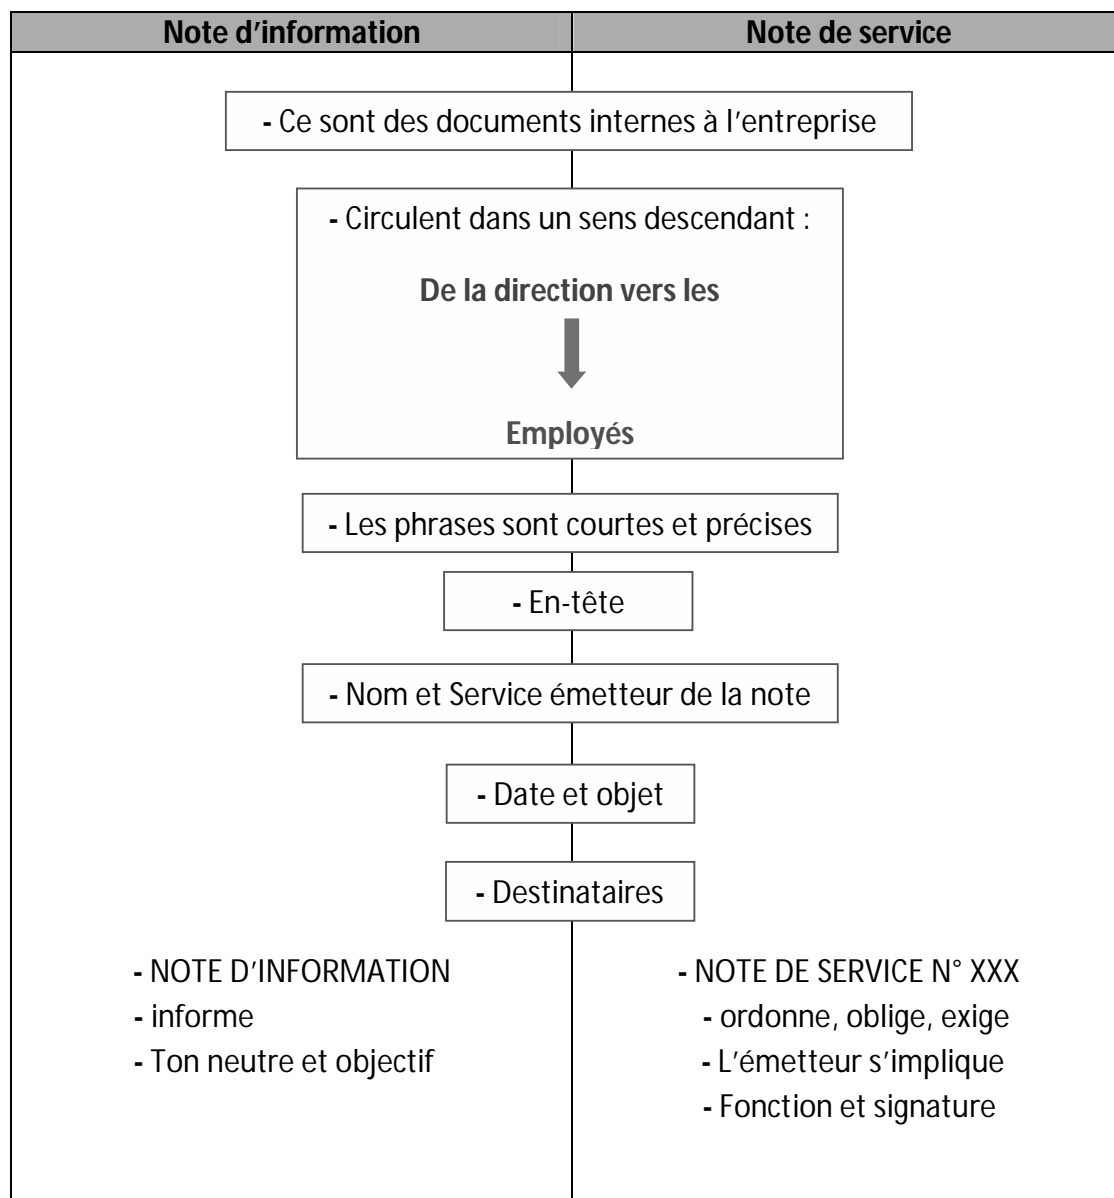 Note d’information
Note de service
- Ce sont des documents internes à l’entreprise
- Circulent dans un sens descendant :
De la direction vers les
Employés
- Les phrases sont courtes et précises
- En-tête
- Nom et Service émetteur de la note
- Date et objet
- Destinataires
- NOTE D’INFORMATION
- informe
- Ton neutre et objectif
- NOTE DE SERVICE N° XXX
- ordonne, oblige, exige
- L’émetteur s’implique
- Fonction et signature